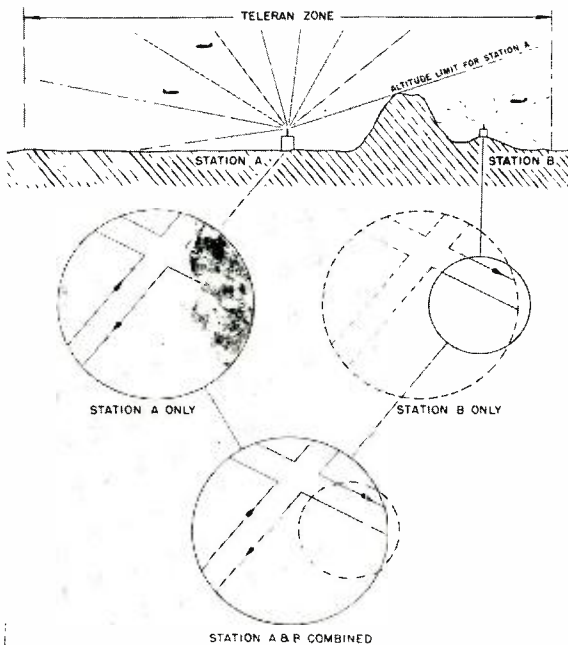 TELERAN ZONE
ALTITUDE LIMIT FOR STATION A
STATION A
STATION B
STATION A ONLY
STATION B ONLY
STATION A & B COMBINED